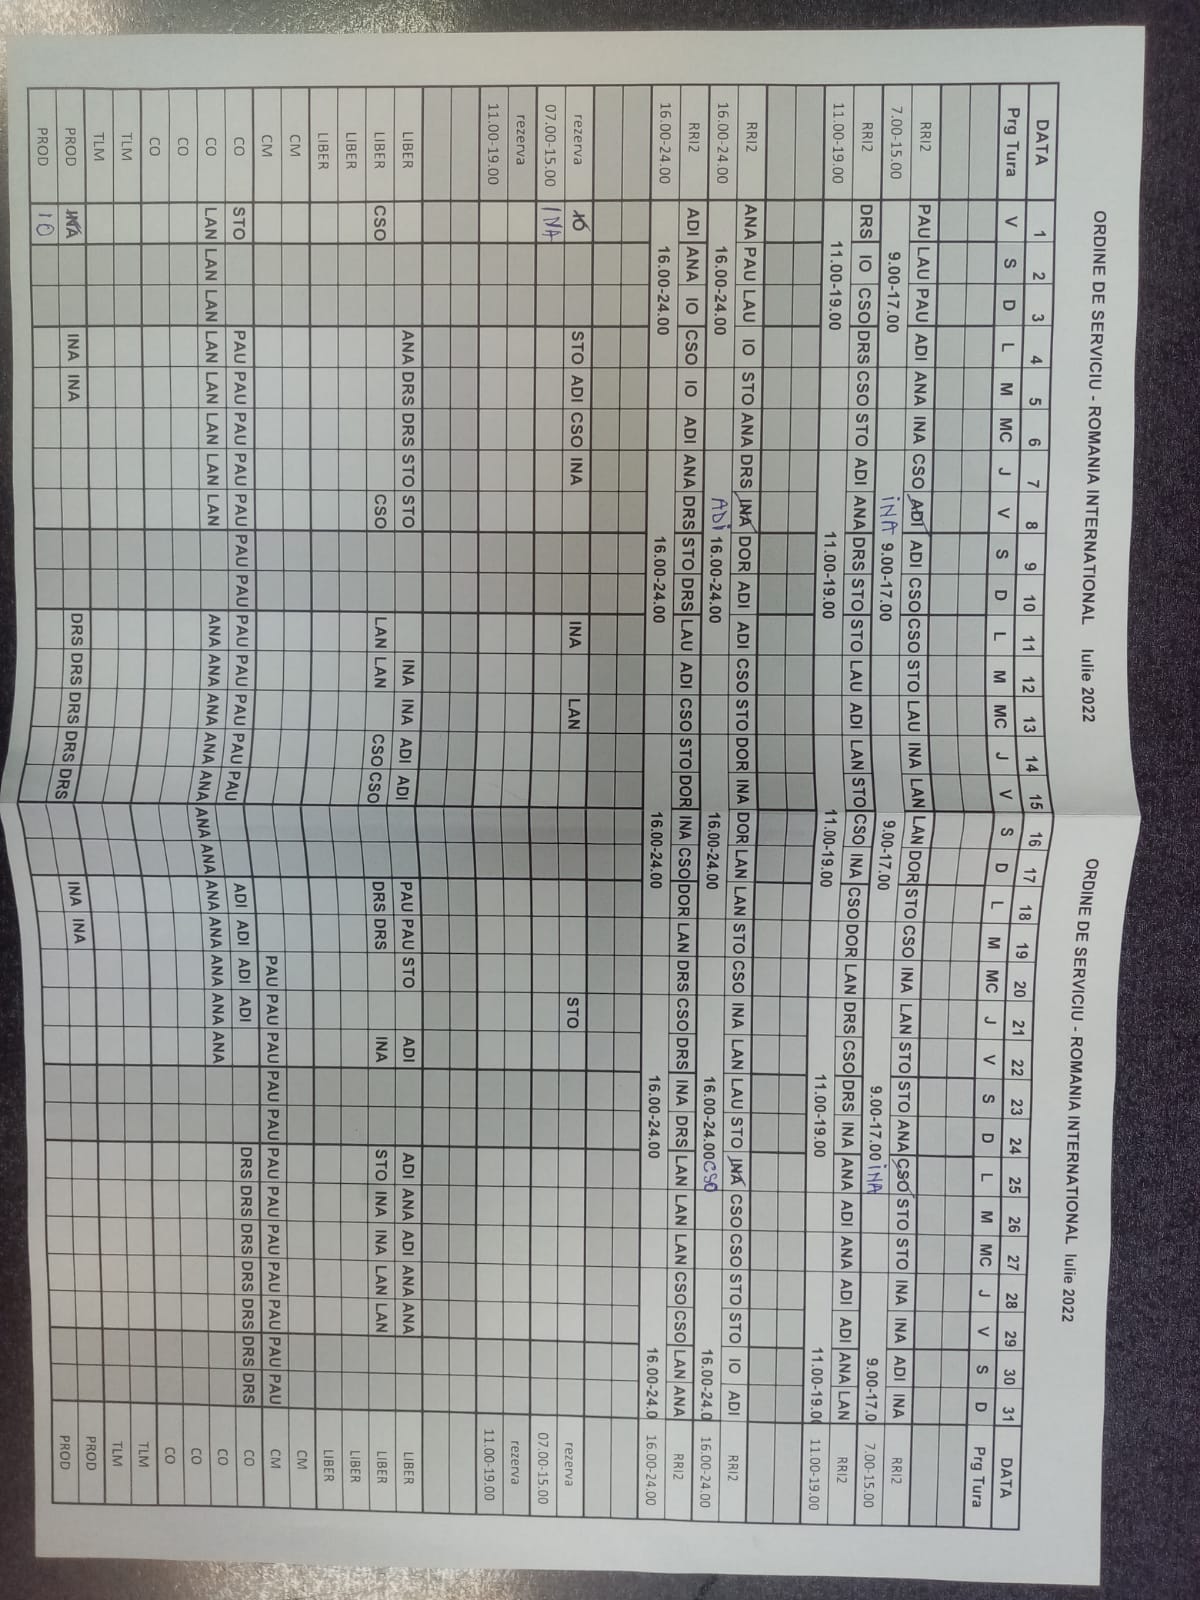 ORDINE DE SERVICIU - ROMANIA INTERNATIONAL Iulie 2022 ORDINE DE SERVICIU - ROMANIA INTERNATIONAL Iulie 2022
DATA 1 2 3 4 5 6 7 8 9 10 11 12 13 14 15 16 17 18 19 20 21 22 23 24 25 26 27 28 29 30 31 DATA
Prg Tura V S D L M MC J V S D L M MC J V S D L M MC J V S D L M MC J V S D Prg Tura
RRI2 PAU LAU PAU ADI ANA INA CSO ADI ADI CSO CSO STO LAU INA LAN LAN DOR STO CSO INA LAN STO STO ANA CSO STO STO INA INA ADI INA RRI2
7.00-15.00 9.00-17.00 INA 9.00-17.00 9.00-17.00 9.00-17.00 INA 9.00-17.0 7.00-15.00
RRI2 DRS IO CSO DRS CSO STO ADI ANA DRS STO STO LAU ADI LAN STO CSO INA CSO DOR LAN DRS CSO DRS INA ANA ADI ANA ADI ADI ANA LAN RRI2
11.00-19.00 11.00-19.00 11.00-19.00 11.00-19.00 11.00-19.00 11.00-19.0 11.00-19.00
RRI2 ANA PAU LAU IO STO ANA DRS INA DOR ADI ADI CSO STO DOR INA DOR LAN LAN STO CSO INA LAN LAU STO INA CSO CSO STO STO IO ADI RRI2
16.00-24.00 16.00-24.00 ADI 16.00-24.00 16.00-24.00 16.00-24.00 CSO 16.00-24.0 16.00-24.00
RRI2 ADI ANA IO CSO IO ADI ANA DRS STO DRS LAU ADI CSO STO DOR INA CSO DOR LAN DRS CSO DRS INA DRS LAN LAN LAN CSO CSO LAN ANA RRI2
16.00-24.00 16.00-24.00 16.00-24.00 16.00-24.00 16.00-24.00 16.00-24.0 16.00-24.00
rezerva IO STO ADI CSO INA INA LAN STO rezerva
07.00-15.00 INA 07.00-15.00
rezerva rezerva
11.00-19.00 11.00-19.00
LIBER ANA DRS DRS STO STO INA INA ADI ADI PAU PAU STO ADI ADI ANA ADI ANA ANA LIBER
LIBER CSO CSO LAN LAN CSO CSO DRS DRS INA STO INA INA LAN LAN LIBER
LIBER LIBER
LIBER LIBER
CM CM
CM PAU PAU PAU PAU PAU PAU PAU PAU PAU PAU PAU PAU CM
CO STO PAU PAU PAU PAU PAU PAU PAU PAU PAU PAU PAU PAU ADI ADI ADI ADI DRS DRS DRS DRS DRS DRS DRS CO
CO LAN LAN LAN LAN LAN LAN LAN LAN ANA ANA ANA ANA ANA ANA ANA ANA ANA ANA ANA ANA CO
CO CO
CO CO
TLM TLM
TLM TLM
PROD INA INA INA DRS DRS DRS DRS DRS INA INA PROD
PROD IO PROD